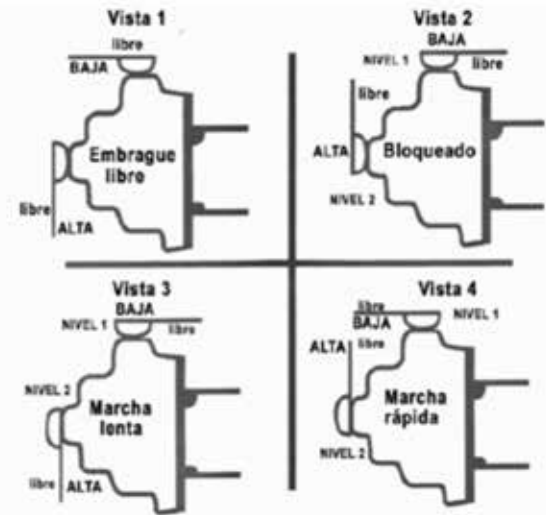 Vista 1
libre
BAJA
Embrague
libre
libre
ALTA
Vista 2
BAJA
NIVEL 1
libre
libre
ALTA
Bloqueado
NIVEL 2
Vista 3
BAJA
NIVEL 1
libre
NIVEL 2
Marcha
lenta
libre
ALTA
Vista 4
libre
BAJA
NIVEL 1
ALTA
libre
Marcha
rápida
NIVEL 2